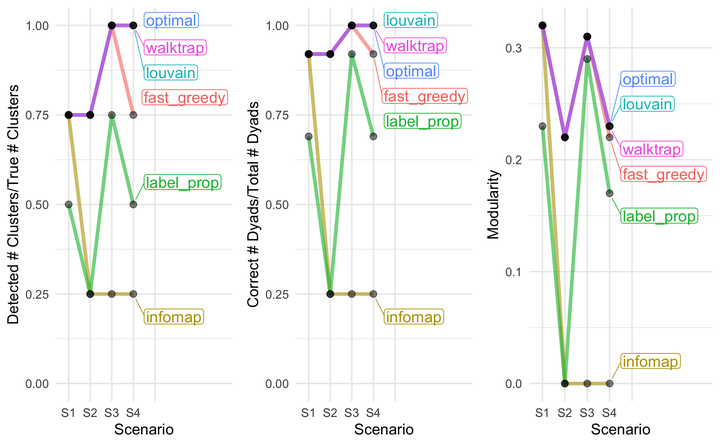 Detected # Clusters/True # Clusters
1.00
0.75
0.50
0.25
0.00
optimal
walktrap
louvain
fast_greedy
label_prop
infomap
S1 S2 S3 S4
Scenario
Correct # Dyads/Total # Dyads
1.00
0.75
0.50
0.25
0.00
louvain
walktrap
optimal
fast_greedy
label_prop
infomap
S1 S2 S3 S4
Scenario
Modularity
0.3
0.2
0.1
0.0
optimal
louvain
walktrap
fast_greedy
label_prop
infomap
S1 S2 S3 S4
Scenario